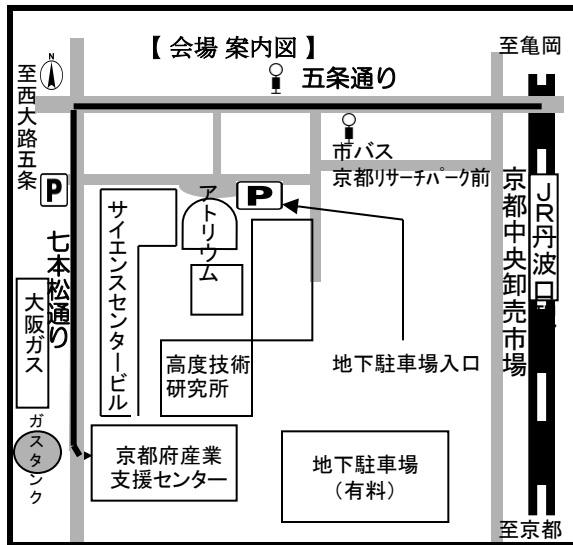 【 会場 案内図 】
至亀岡
N
五条通り
至西大路五条
市バス
京都リサーチパーク前
P
P
アトリウム
サイエンスセンタービル
七本松通り
大阪ガス
ガスタンク
高度技術
研究所
地下駐車場入口
京都中央卸売市場
JR丹波口
京都府産業
支援センター
地下駐車場
（有料）
至京都